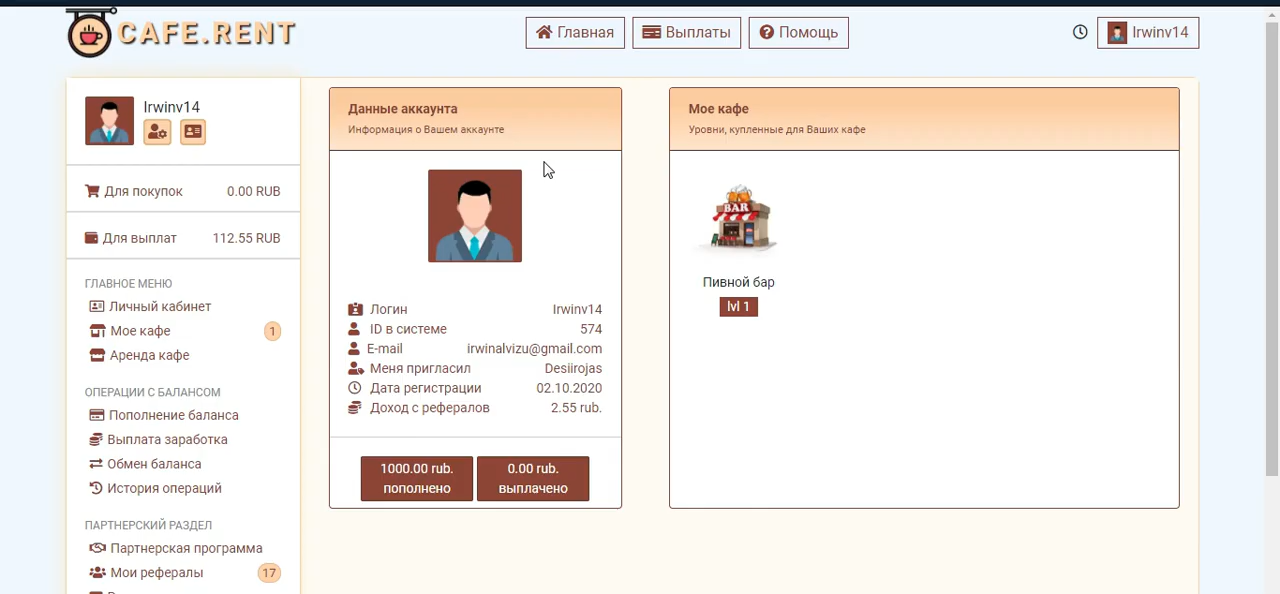 CAFE.RENT
Главная
Выплаты
Помощь
Irwinv14
Irwinv14
Для покупок 0.00 RUB
Для выплат 112.55 RUB
ГЛАВНОЕ МЕНЮ
Личный кабинет
Мое кафе 1
Аренда кафе
ОПЕРАЦИИ С БАЛАНСОМ
Пополнение баланса
Выплата заработка
Обмен баланса
История операций
ПАРТНЕРСКИЙ РАЗДЕЛ
Партнерская программа
Мои рефералы 17
Данные аккаунта
Информация о Вашем аккаунте
Логин Irwinv14
ID в системе 574
E-mail irwinalvizu@gmail.com
Меня пригласил Desiirojas
Дата регистрации 02.10.2020
Доход с рефералов 2.55 rub.
1000.00 rub.
пополнено
0.00 rub.
выплачено
Мое кафе
Уровни, купленные для Ваших кафе
BAR
Пивной бар
lvl 1